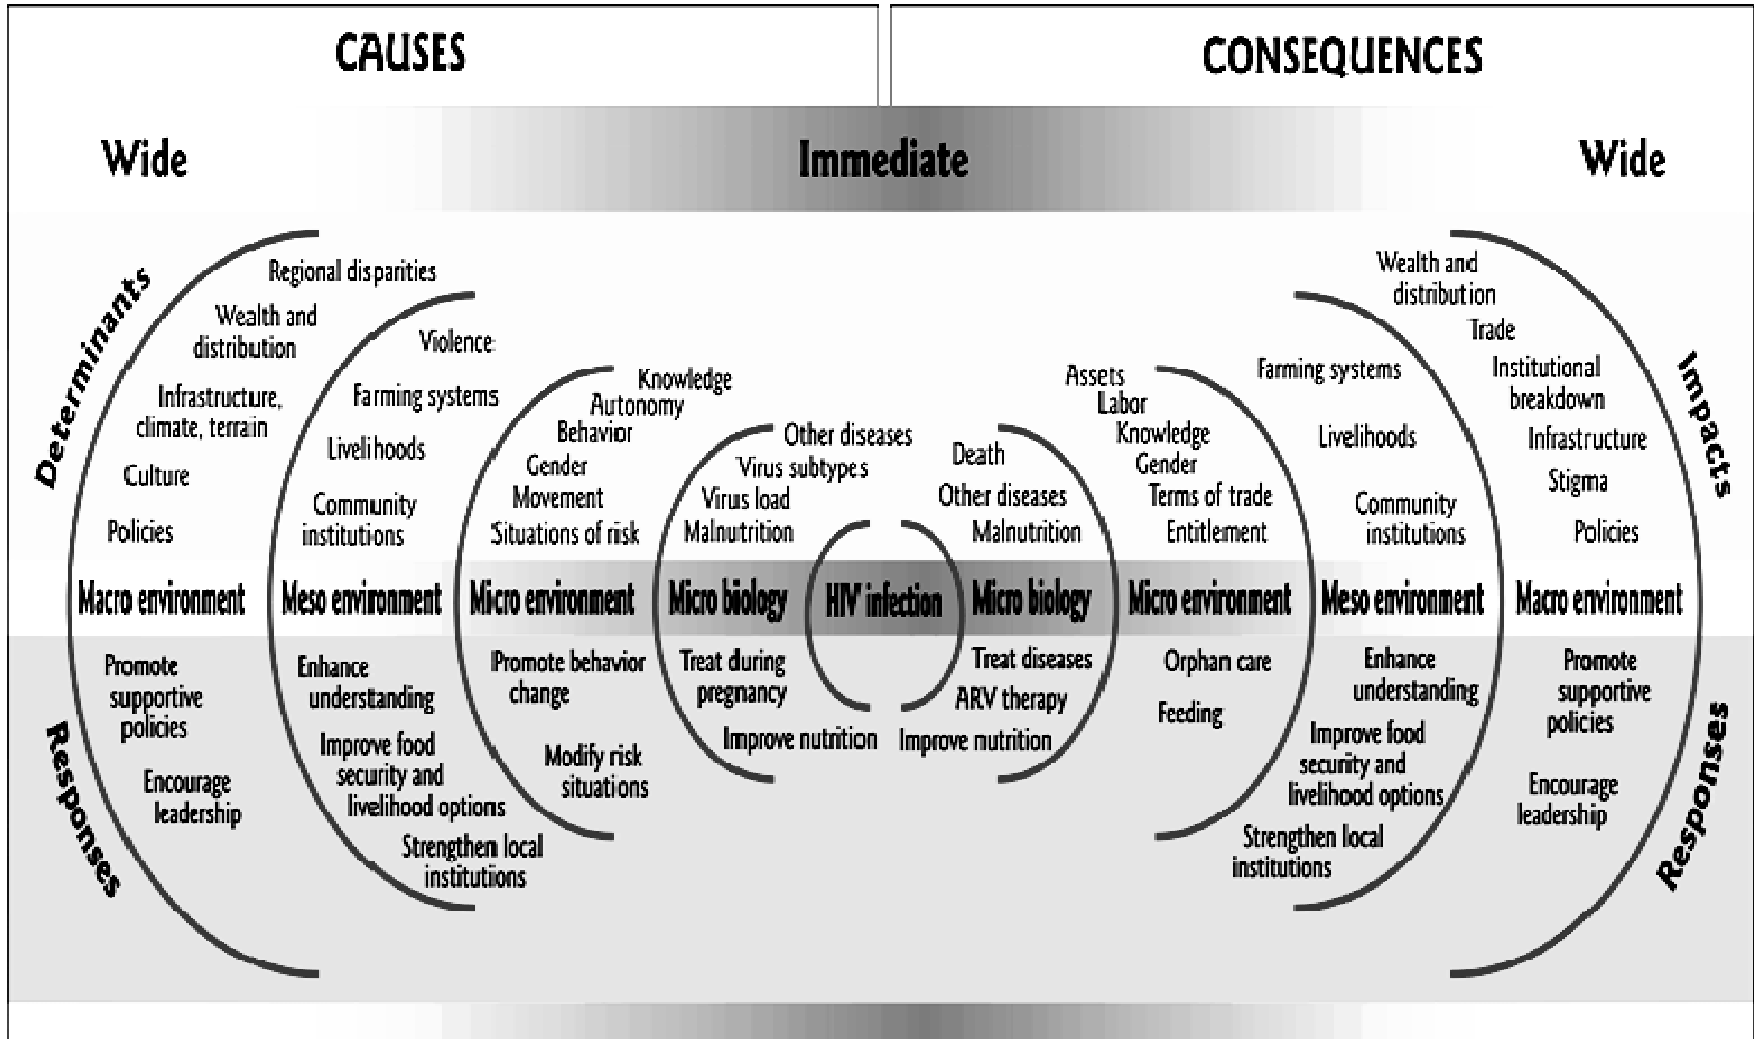 CAUSES
CONSEQUENCES
Wide
Immediate
Wide
Determinants
Regional disparities
Wealth and
distribution
Infrastructure,
climate, terrain
Culture
Policies
Macro environment
Promote
supportive
policies
Encourage
leadership
Responses
Violence
Farming systems
Livelihoods
Community
institutions
Meso environment
Enhance
understanding
Improve food
security and
livelihood options
Strengthen local
institutions
Knowledge
Autonomy
Behavior
Gender
Movement
Situations of risk
Micro environment
Promote behavior
change
Modify risk
situations
Other diseases
Virus subtypes
Virus load
Malnutrition
Micro biology
Treat during
pregnancy
Improve nutrition
HIV infection
Death
Other diseases
Malnutrition
Micro biology
Treat diseases
ARV therapy
Improve nutrition
Assets
Labor
Knowledge
Gender
Terms of trade
Entitlement
Micro environment
Orphan care
Feeding
Farming systems
Livelihoods
Community
institutions
Meso environment
Enhance
understanding
Improve food
security and
livelihood options
Strengthen local
institutions
Wealth and
distribution
Trade
Institutional
breakdown
Infrastructure
Stigma
Policies
Macro environment
Promote
supportive
policies
Encourage
leadership
Impacts
Responses